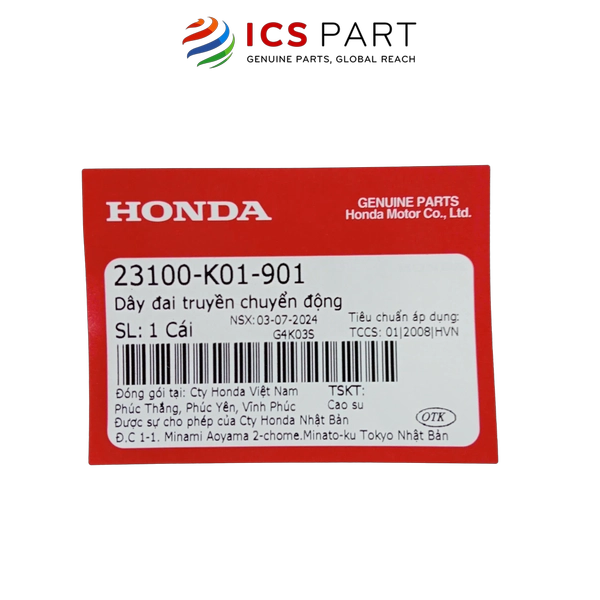 ICS PART
GENUINE PARTS, GLOBAL REACH
HONDA
GENUINE PARTS
Honda Motor Co., Ltd.
23100-K01-901
Dây đai truyền chuyển động
NSX:03-07-2024
Tiêu chuẩn áp dụng:
SL: 1 Cái
G4K03S
TCCS: 01|2008|HVN
Đóng gói tại: Cty Honda Việt Nam
TSKT:
Phúc Thắng, Phúc Yên, Vĩnh Phúc
Cao su
Được sự cho phép của Cty Honda Nhật Bản
OTK
Đ.C 1-1. Minami Aoyama 2-chome.Minato-ku Tokyo Nhật Bản